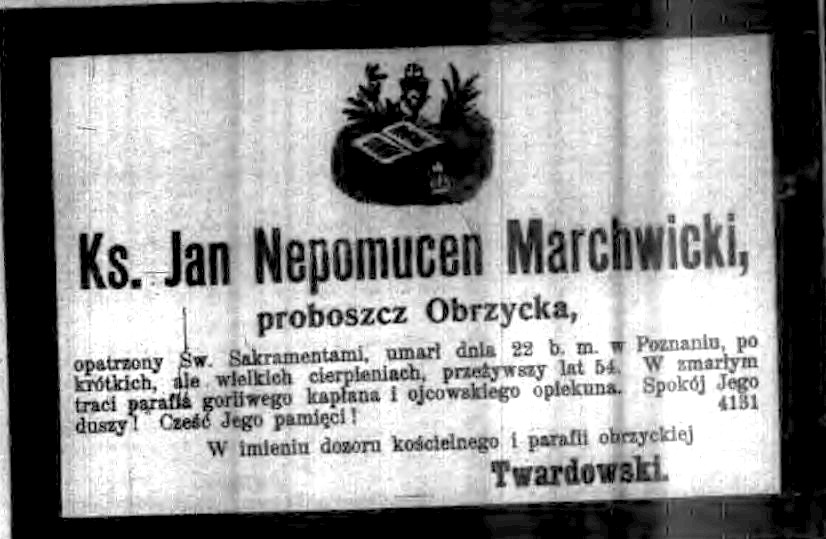 Ks. Jan Nepomucen Marchwicki,
proboszcz Obrzycka,
opatrzony Św. Sakramentami, umarł dnia 22 b. m. w Poznaniu, po
krótkich, ale wielkich cierpieniach, przeżywszy lat 54. W zmarłym
traci parafia gorliwego kapłana i ojcowskiego opiekuna. Spokój Jego
duszy! Cześć Jego pamięci! 4131
W imieniu dozoru kościelnego i parafii obrzyckiej
Twardowski.